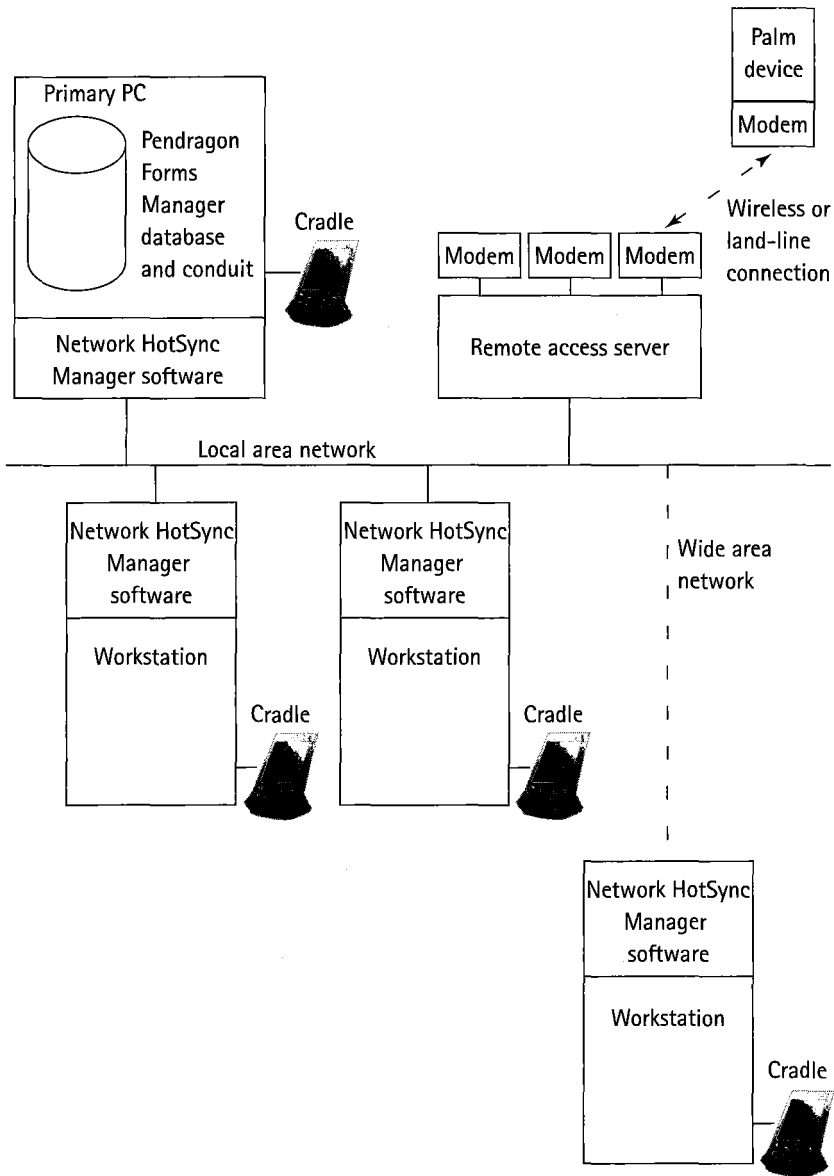 Primary PC
Pendragon
Forms
Manager
database
and conduit
Network HotSync
Manager software
Cradle
Palm
device
Modem
Wireless or
land-line
connection
Modem
Modem
Modem
Remote access server
Local area network
Network HotSync
Manager
software
Workstation
Cradle
Network HotSync
Manager
software
Workstation
Cradle
Wide area
network
Network HotSync
Manager
software
Workstation
Cradle